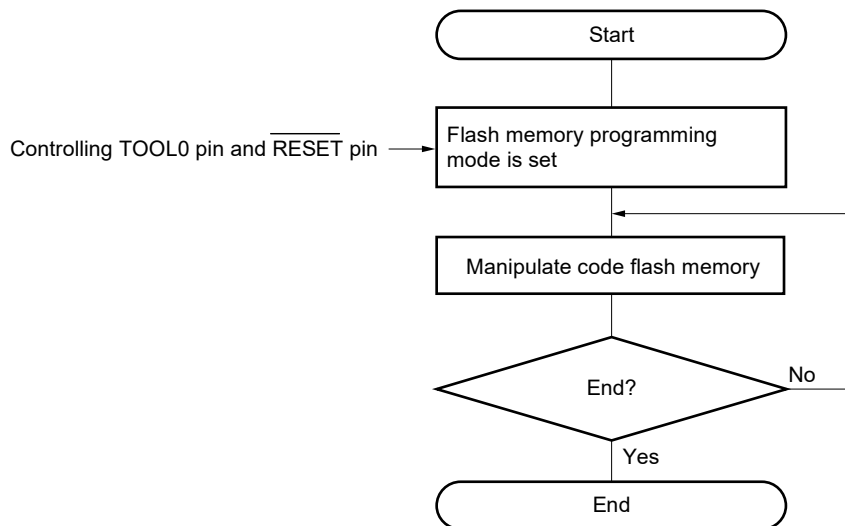 Start
Controlling TOOL0 pin and RESET pin
Flash memory programming
mode is set
Manipulate code flash memory
End?
No
Yes
End